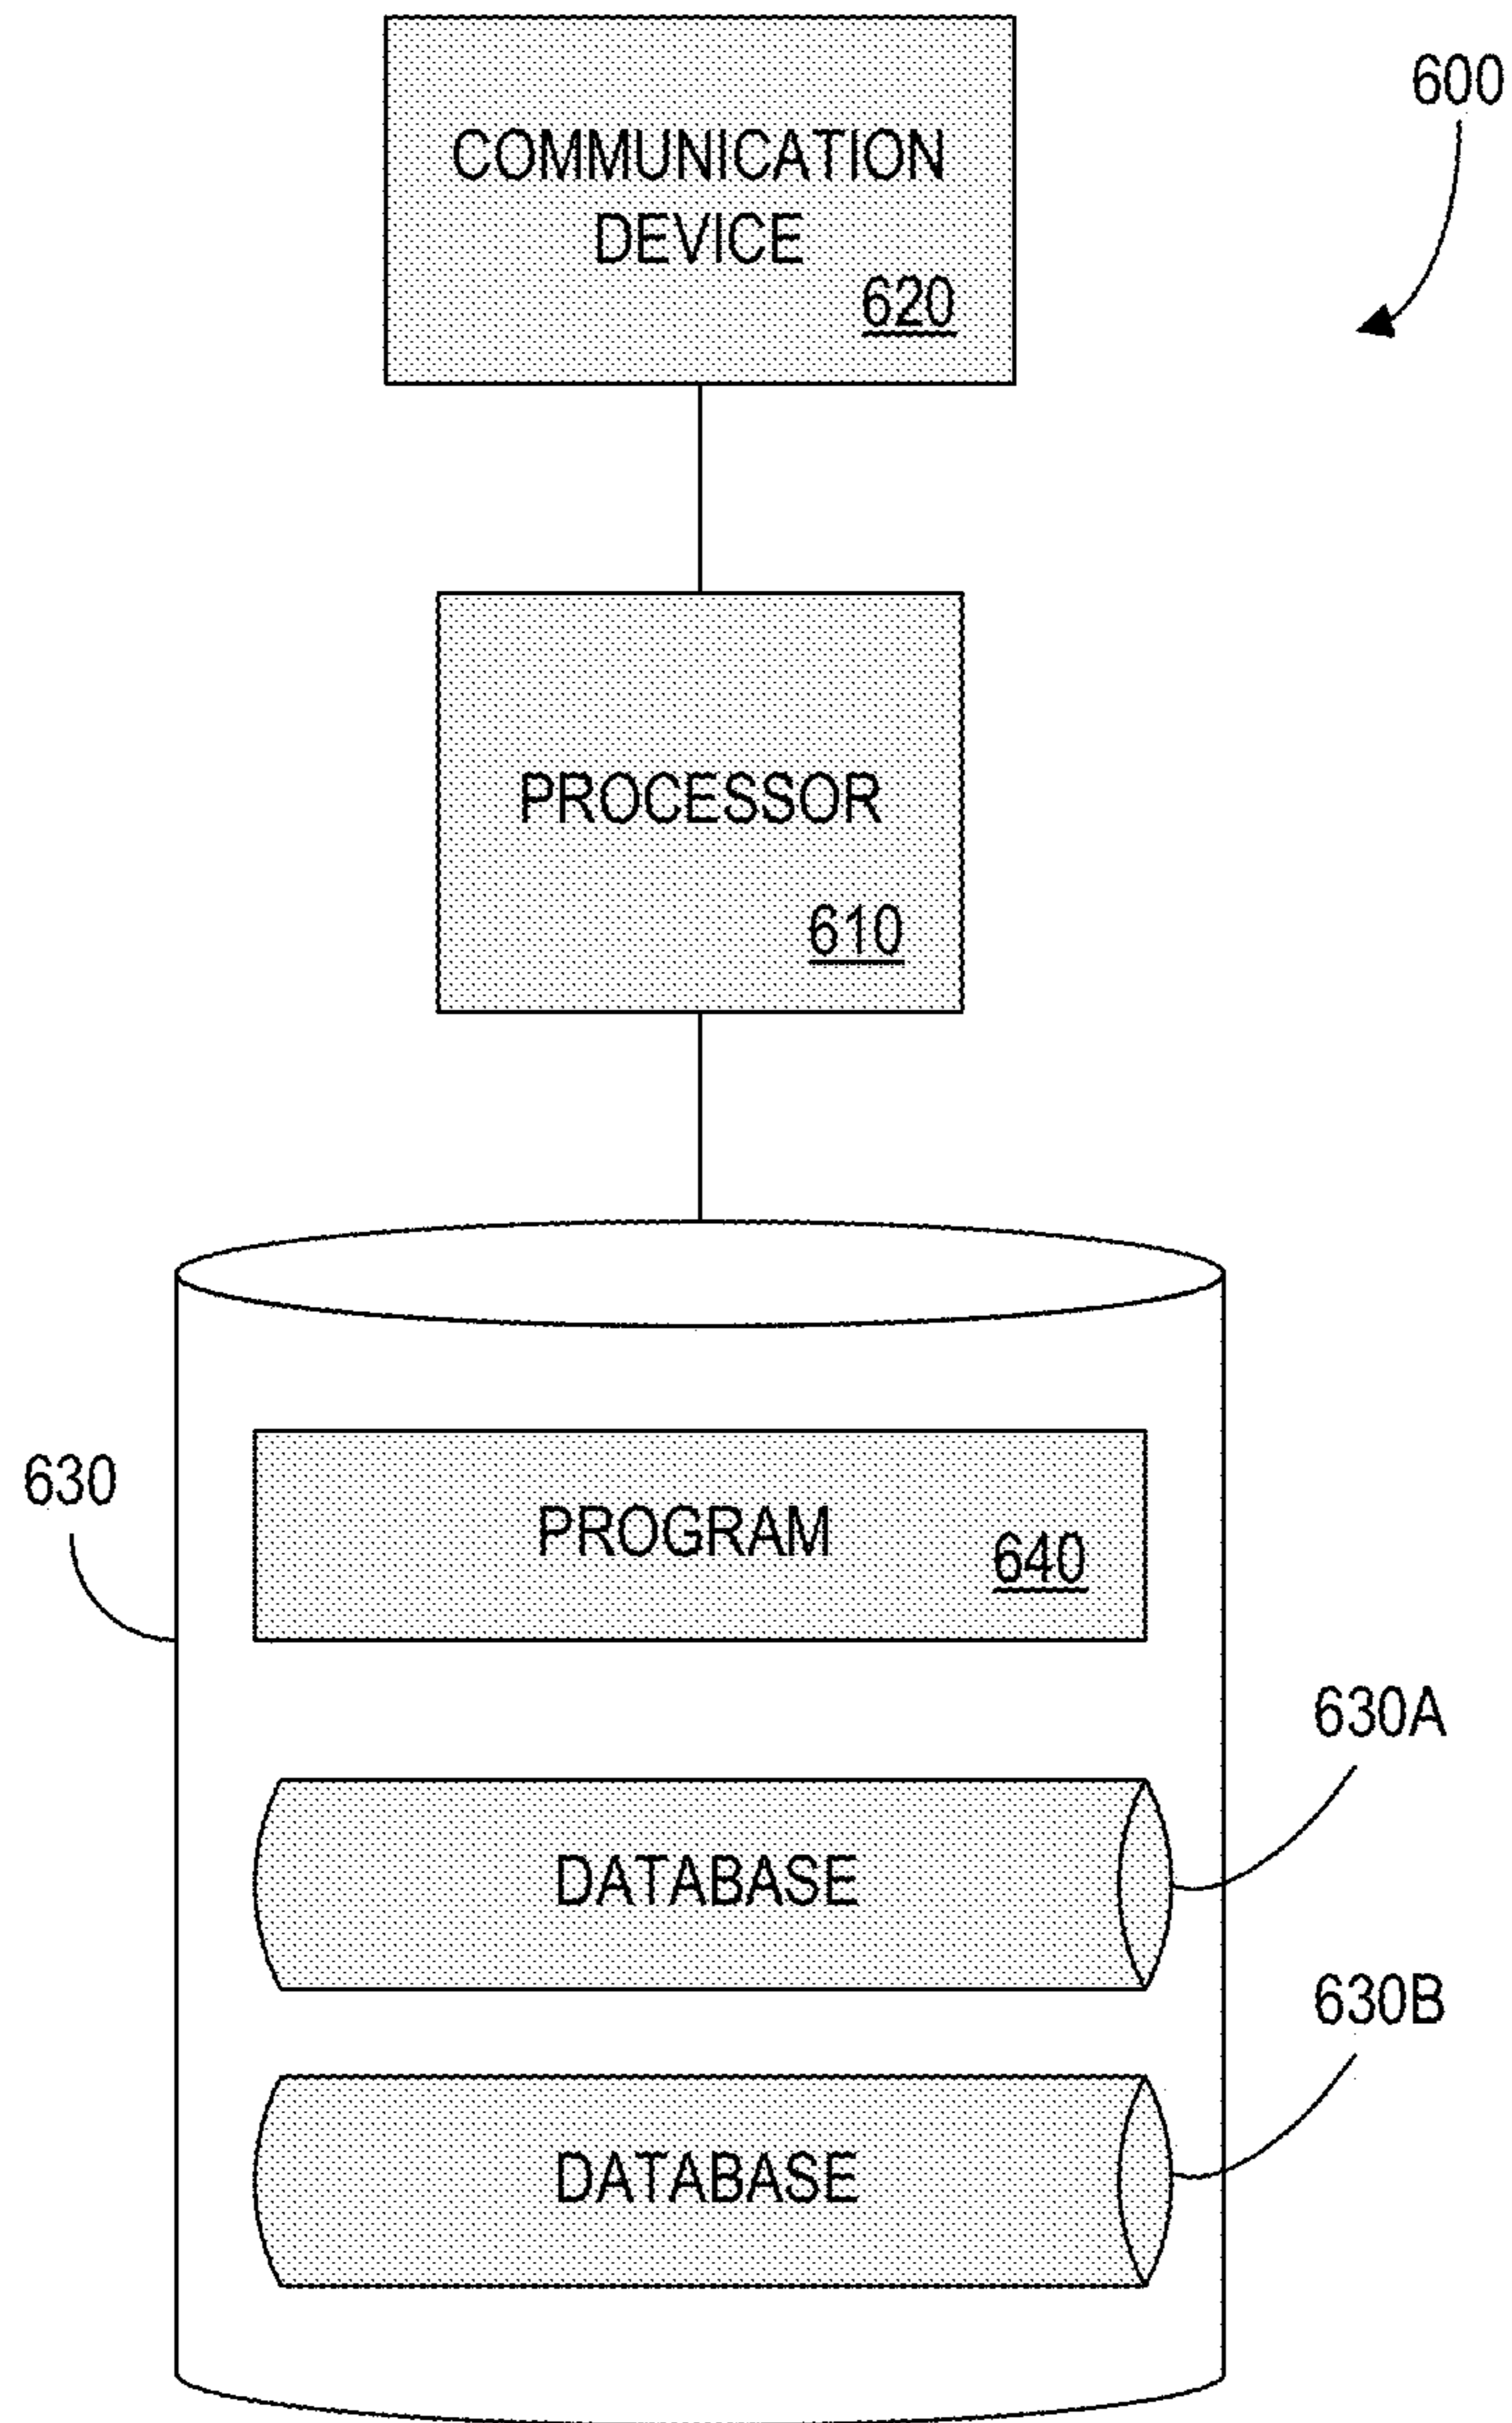 600
COMMUNICATION
DEVICE
620
PROCESSOR
610
630
PROGRAM
640
630A
DATABASE
630B
DATABASE